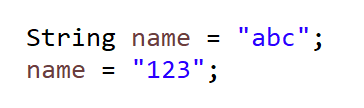 String name = "abc";
name = "123";